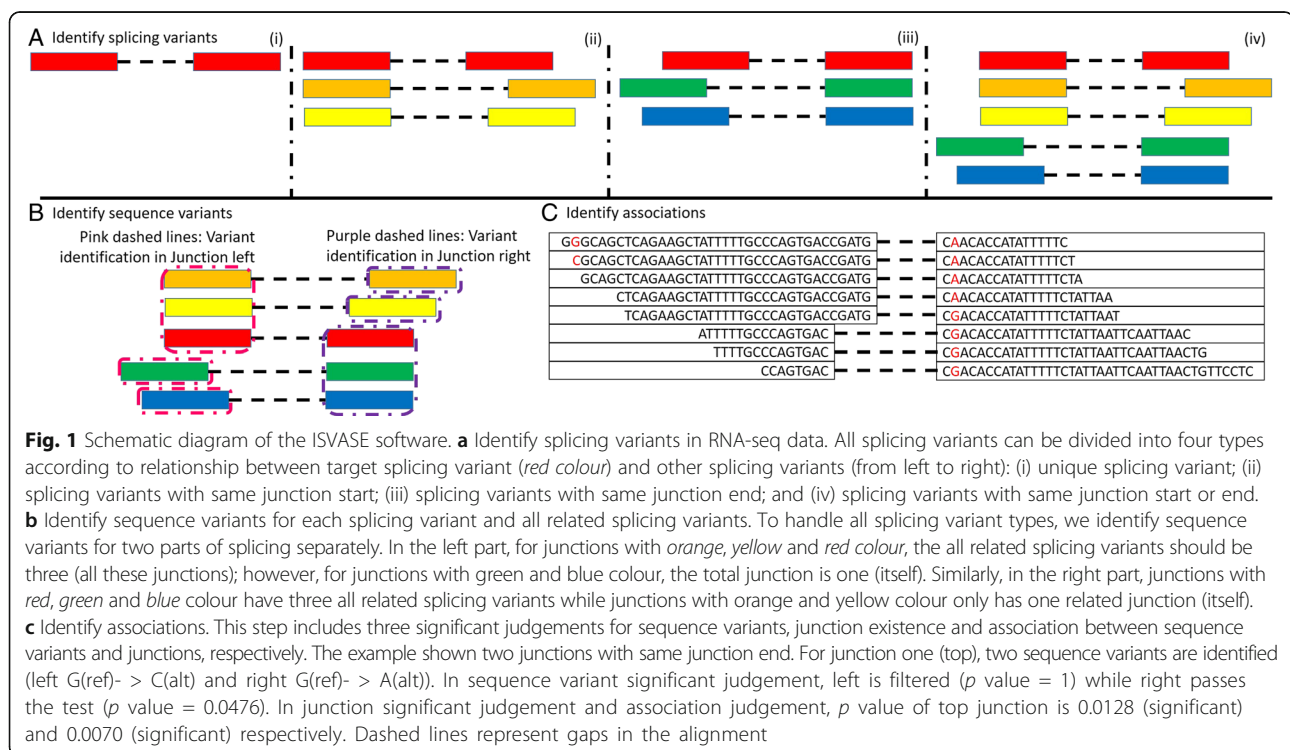 A Identify splicing variants
(i)
(ii)
(iii)
(iv)
B Identify sequence variants
Pink dashed lines: Variant
identification in Junction left
Purple dashed lines: Variant
identification in Junction right
C Identify associations
GGGCAGCTCAGAAGCTATTTTTGCCCAGTGACCGATG CAACACCATATTTTTC
CGCAGCTCAGAAGCTATTTTTGCCCAGTGACCGATG CAACACCATATTTTTCT
GCAGCTCAGAAGCTATTTTTGCCCAGTGACCGATG CAACACCATATTTTTCTA
CTCAGAAGCTATTTTTGCCCAGTGACCGATG CAACACCATATTTTTCTATTAA
TCAGAAGCTATTTTTGCCCAGTGACCGATG CGACACCATATTTTTCTATTAAT
ATTTTTGCCCAGTGAC CGACACCATATTTTTCTATTAATTCAATTAAC
TTTTGCCCAGTGAC CGACACCATATTTTTCTATTAATTCAATTAACTG
CCAGTGAC CGACACCATATTTTTCTATTAATTCAATTAACTGTTCCTC
Fig. 1 Schematic diagram of the ISVASE software. a Identify splicing variants in RNA-seq data. All splicing variants can be divided into four types
according to relationship between target splicing variant (red colour) and other splicing variants (from left to right): (i) unique splicing variant; (ii)
splicing variants with same junction start; (iii) splicing variants with same junction end; and (iv) splicing variants with same junction start or end.
b Identify sequence variants for each splicing variant and all related splicing variants. To handle all splicing variant types, we identify sequence
variants for two parts of splicing separately. In the left part, for junctions with orange, yellow and red colour, the all related splicing variants should be
three (all these junctions); however, for junctions with green and blue colour, the total junction is one (itself). Similarly, in the right part, junctions with
red, green and blue colour have three all related splicing variants while junctions with orange and yellow colour only has one related junction (itself).
c Identify associations. This step includes three significant judgements for sequence variants, junction existence and association between sequence
variants and junctions, respectively. The example shown two junctions with same junction end. For junction one (top), two sequence variants are identified
(left G(ref)- > C(alt) and right G(ref)- > A(alt)). In sequence variant significant judgement, left is filtered (p value = 1) while right passes
the test (p value = 0.0476). In junction significant judgement and association judgement, p value of top junction is 0.0128 (significant)
and 0.0070 (significant) respectively. Dashed lines represent gaps in the alignment